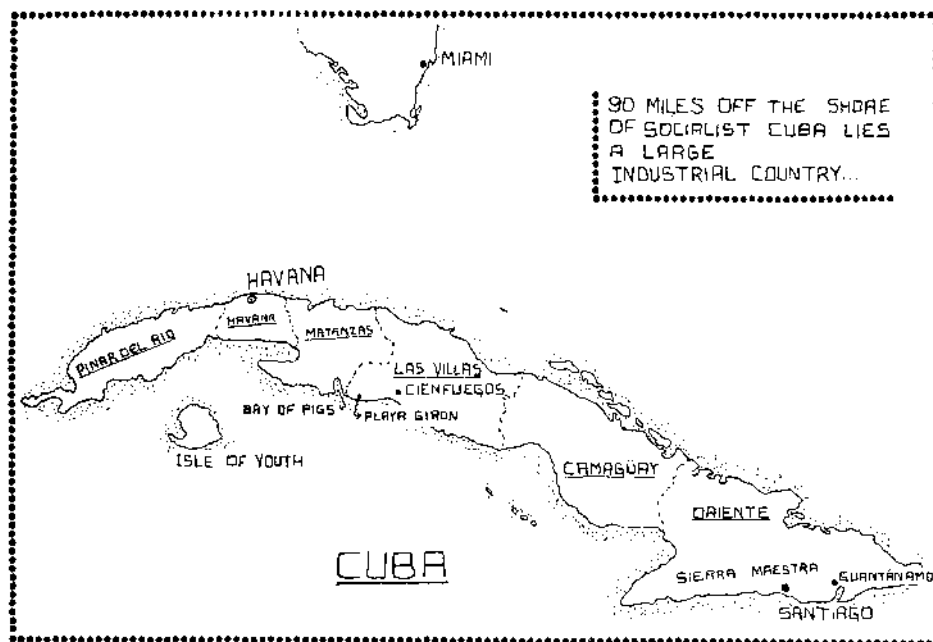 MIAMI
90 MILES OFF THE SHORE
OF SOCIALIST CUBA LIES
A LARGE
INDUSTRIAL COUNTRY...
HAVANA
HAVANA
MATANZAS
PINAR DEL RIO
LAS VILLAS
CIENFUEGOS
BAY OF PIGS
PLAYA GIRON
ISLE OF YOUTH
CAMAGÜAY
ORIENTE
CUBA
SIERRA MAESTRA
GUANTÁNAMO
SANTIAGO